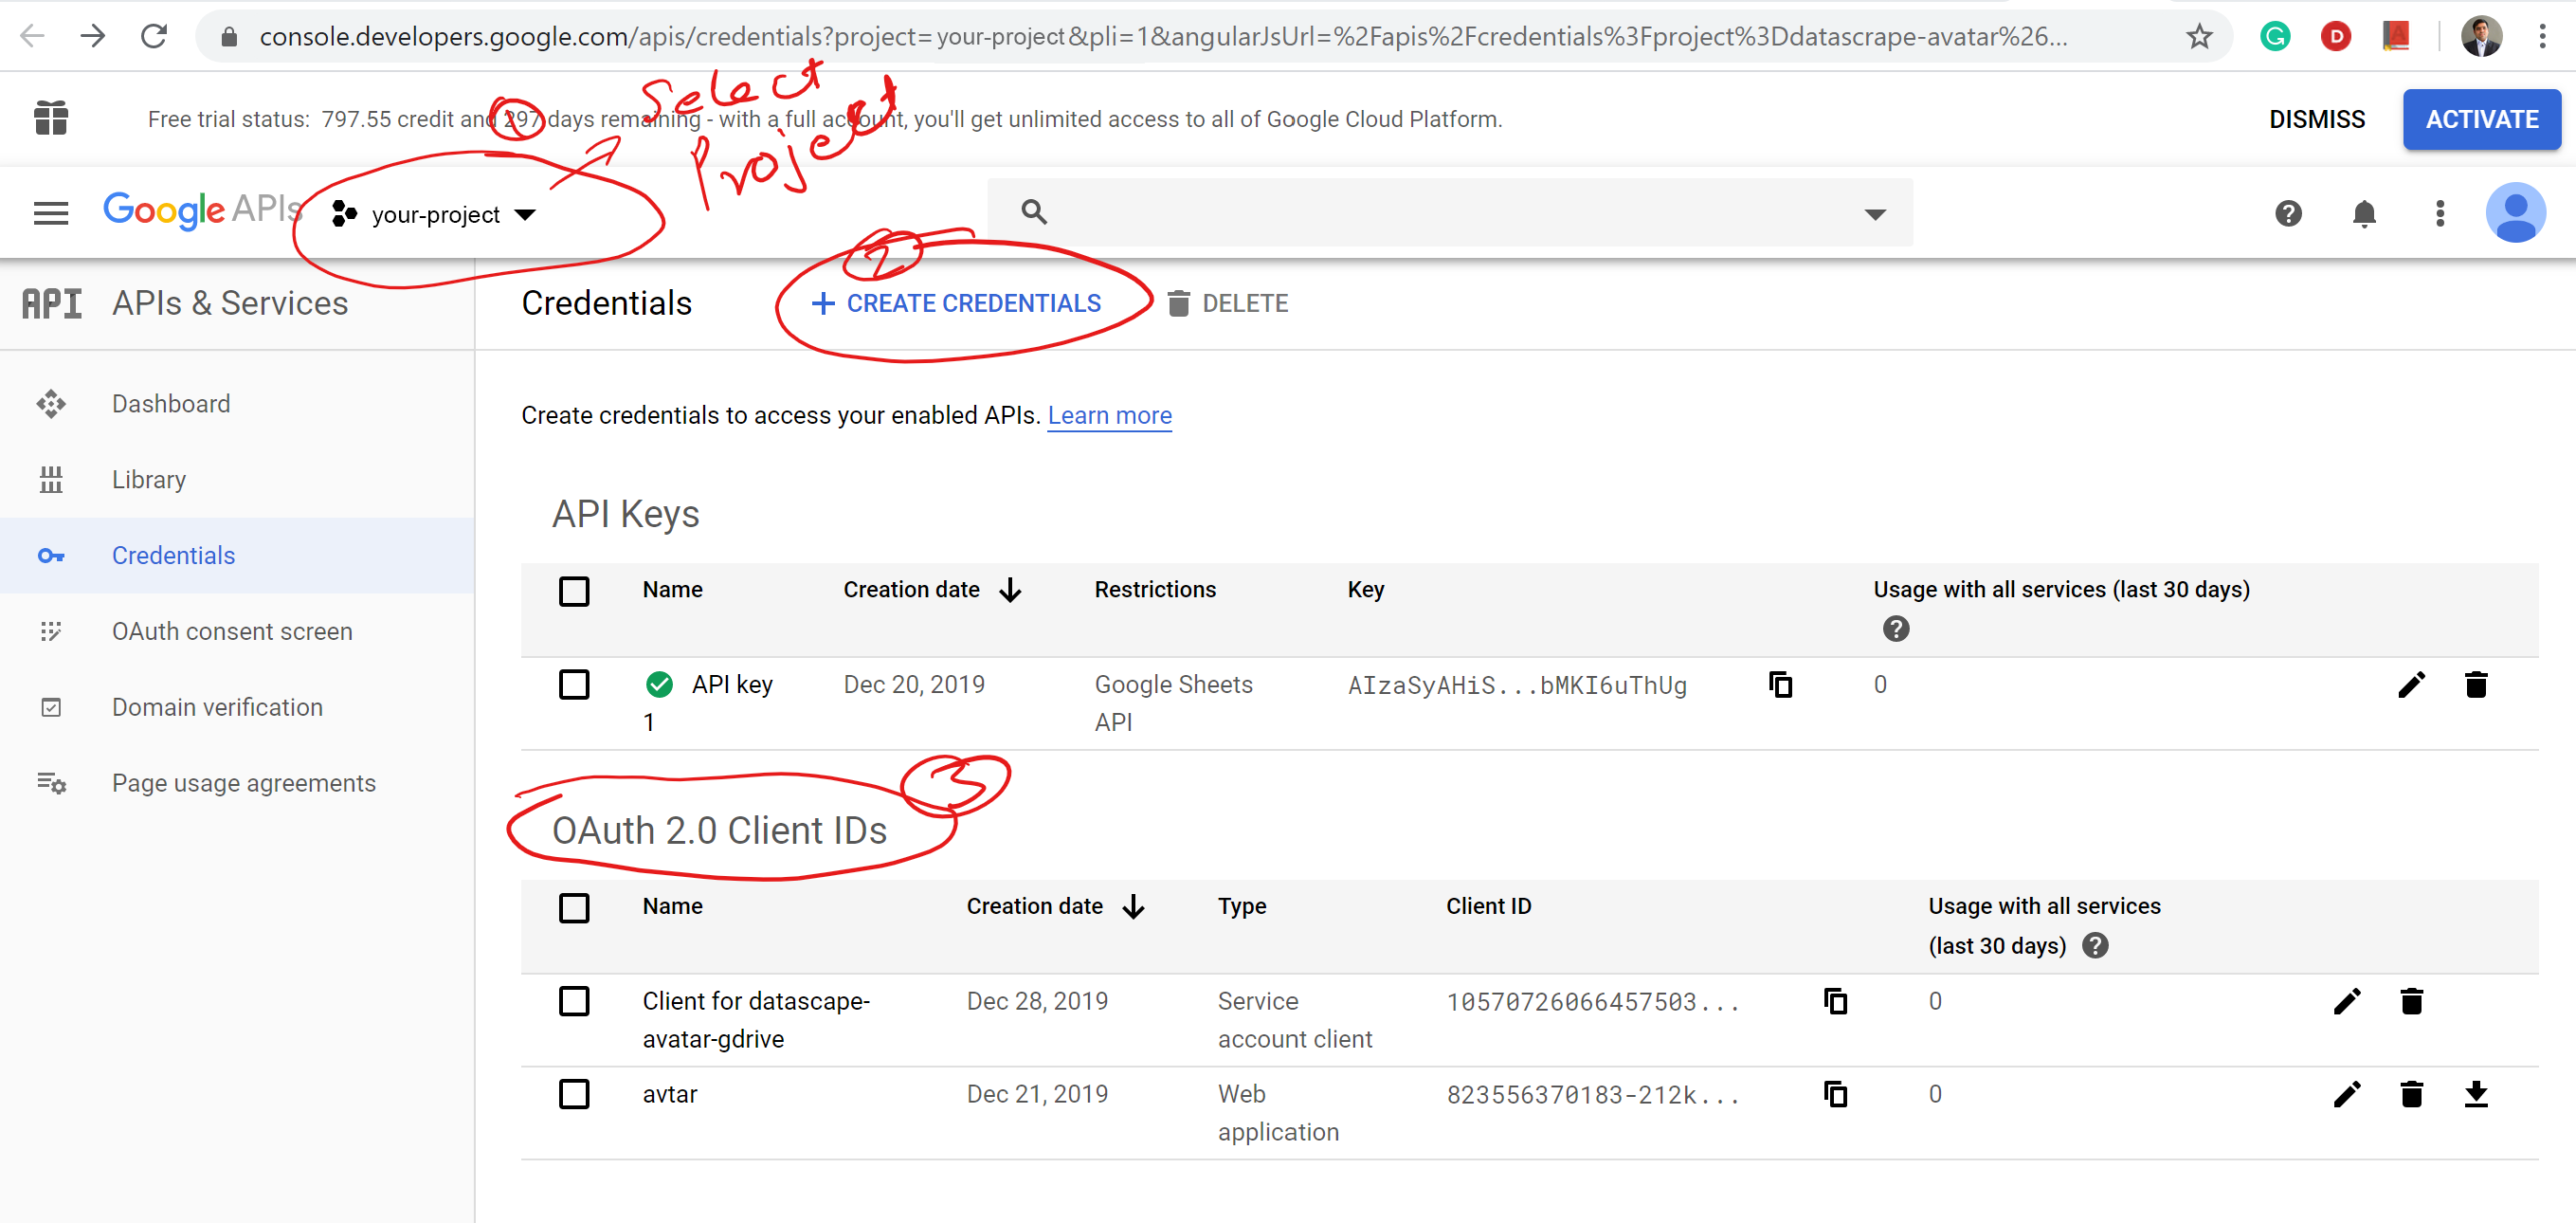 console.developers.google.com/apis/credentials?project=your-project&pli=1&angularJsUrl=%2Fapis%2Fcredentials%3Fproject%3Ddatascrape-avatar%26...
Select
Project
Free trial status: 797.55 credit and 297 days remaining - with a full account, you'll get unlimited access to all of Google Cloud Platform.
DISMISS
ACTIVATE
Google APIs
your-project
2
API
APIs & Services
Credentials
+ CREATE CREDENTIALS
DELETE
Dashboard
Library
Credentials
OAuth consent screen
Domain verification
Page usage agreements
Create credentials to access your enabled APIs. Learn more
API Keys
Name Creation date Restrictions Key Usage with all services (last 30 days)
API key Dec 20, 2019 Google Sheets AIzaSyAHiS...bMKI6uThUg 0
1 API
3
OAuth 2.0 Client IDs
Name Creation date Type Client ID Usage with all services
(last 30 days)
Client for datascape- Dec 28, 2019 Service 10570726066457503... 0
avatar-gdrive account client
avtar Dec 21, 2019 Web 823556370183-212k... 0
application